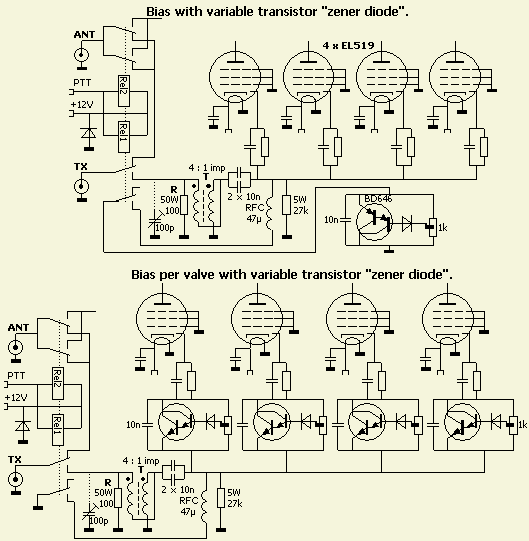 Bias with variable transistor "zener diode".
ANT
4 x EL519
PTT
Rel2
+12V
Rel1
TX
4 : 1 imp
T
R
50W
100
100p
2 x 10n
RFC
47µ
5W
27k
BD646
10n
1k
Bias per valve with variable transistor "zener diode".
ANT
PTT
Rel2
+12V
Rel1
10n
1k
TX
4 : 1 imp
T
R
50W
100
100p
2 x 10n
RFC
47µ
5W
27k